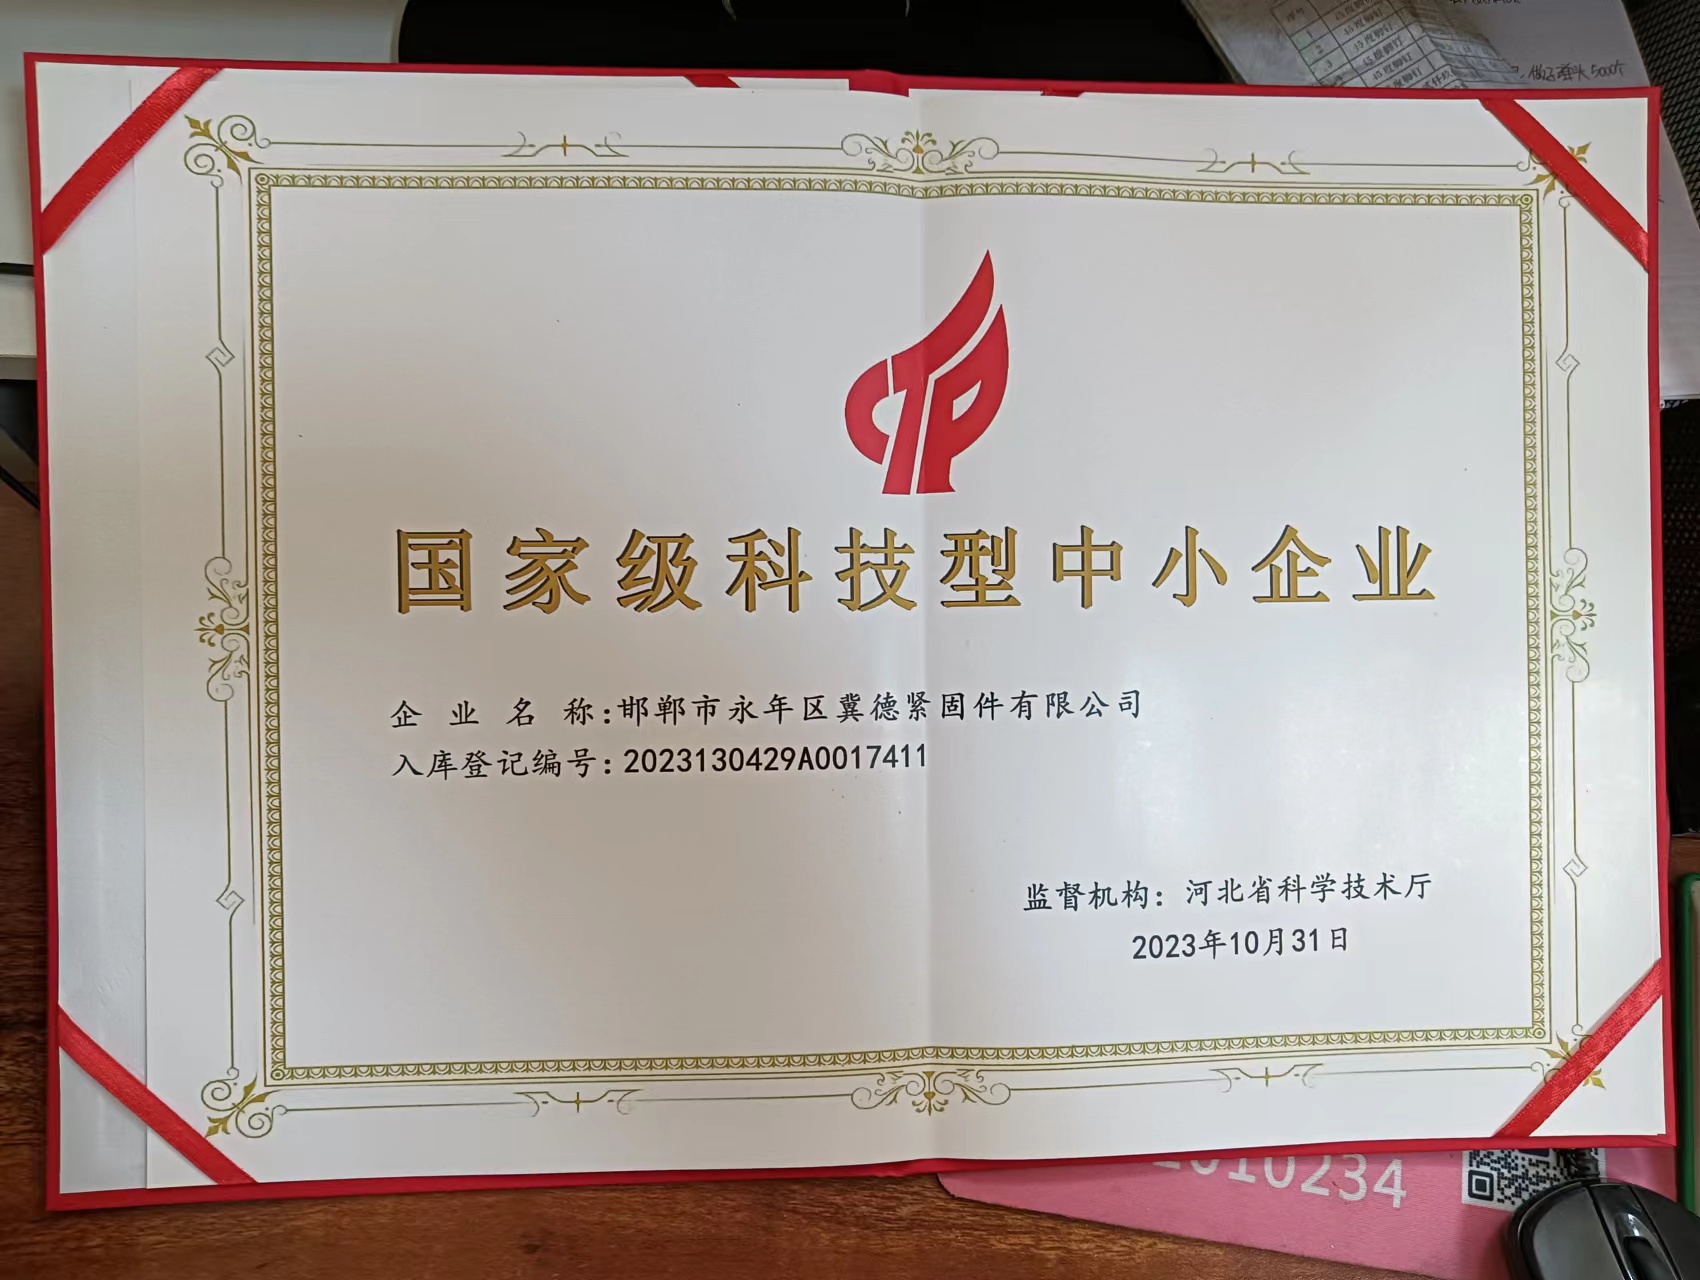 国家级科技型中小企业
企业名称:邯郸市永年区冀德紧固件有限公司
入库登记编号:2023130429A0017411
监督机构：河北省科学技术厅
2023年10月31日
010234